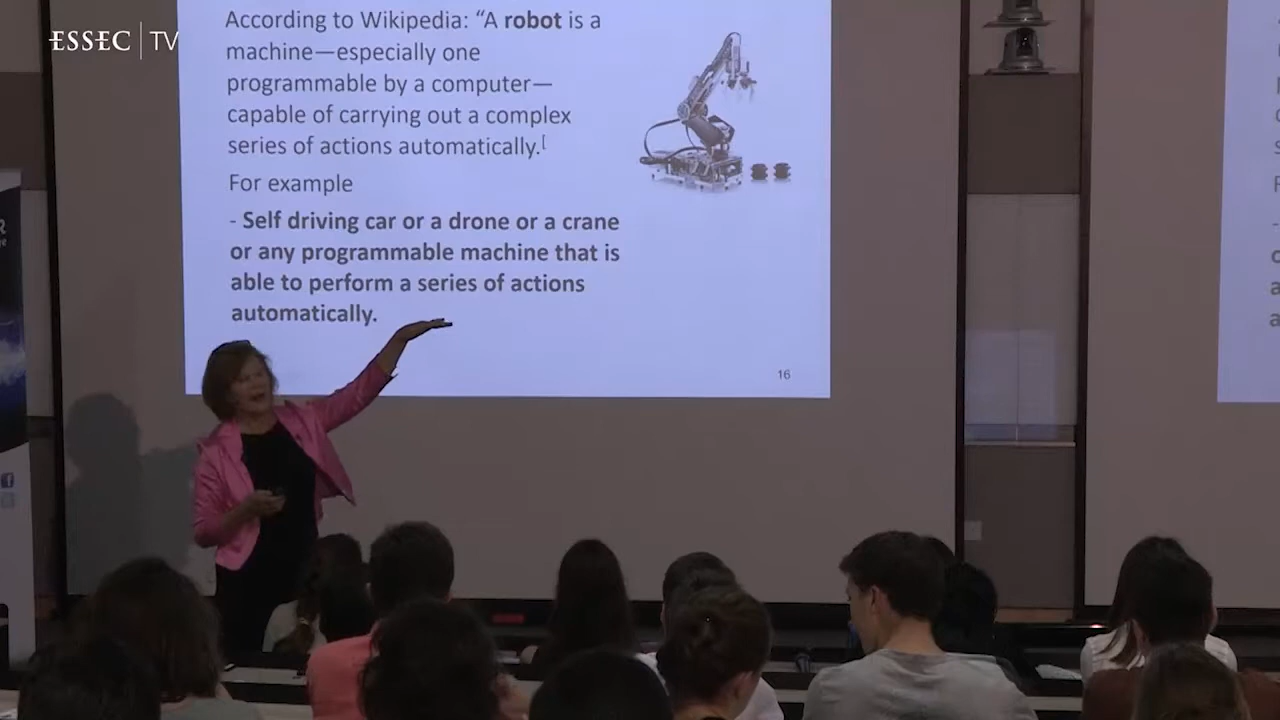 ESSEC | TV
According to Wikipedia: “A robot is a
machine—especially one
programmable by a computer—
capable of carrying out a complex
series of actions automatically.[
For example
- Self driving car or a drone or a crane
or any programmable machine that is
able to perform a series of actions
automatically.
16